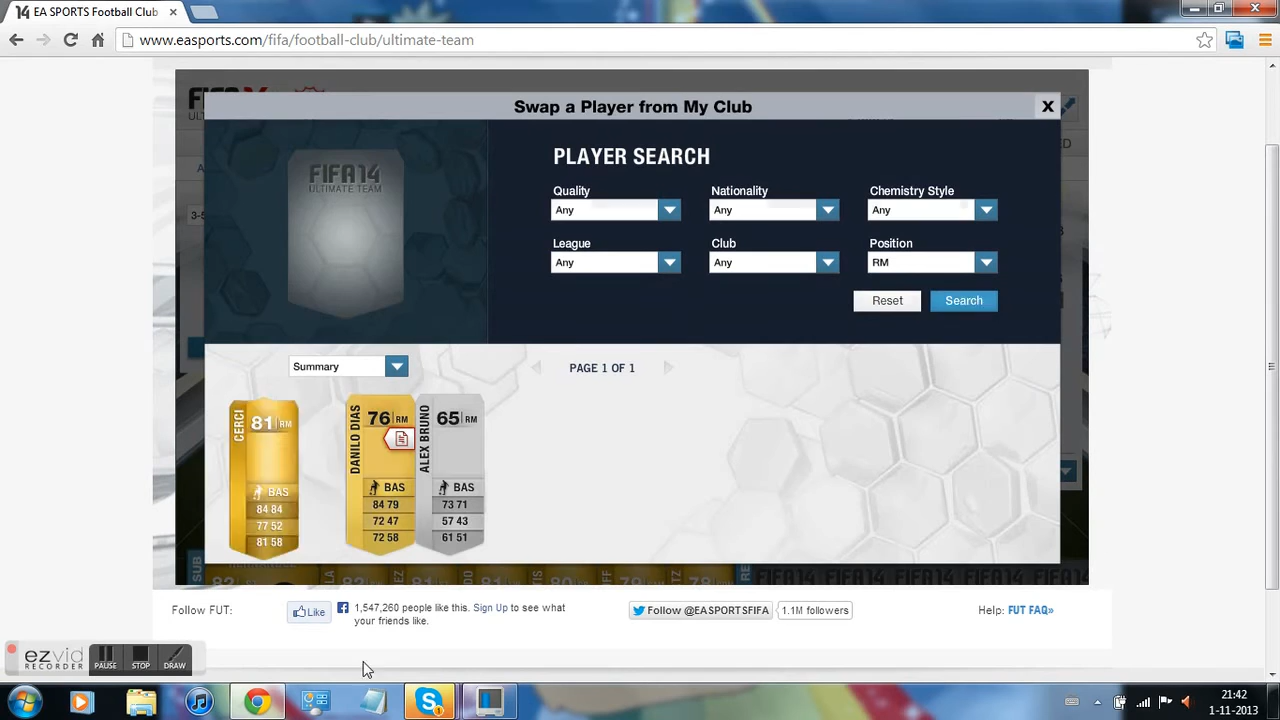 EA SPORTS Football Club
www.easports.com/fifa/football-club/ultimate-team
Swap a Player from My Club
FIFA14
ULTIMATE TEAM
PLAYER SEARCH
Quality
Nationality
Chemistry Style
Any
Any
Any
League
Club
Position
Any
Any
RM
Reset
Search
Summary
PAGE 1 OF 1
CERCI
81 RM
BAS
84 84
77 52
81 58
DANILO DIAS
76 RM
BAS
84 79
72 47
72 58
ALEX BRUNO
65 RM
BAS
73 71
57 43
61 51
SUB
Follow FUT:
Like
1,547,260 people like this. Sign Up to see what
your friends like.
Follow @EASPORTSFIFA
1.1M followers
Help: FUT FAQ»
ezvid
RECORDER
PAUSE
STOP
DRAW
21:42
1-11-2013